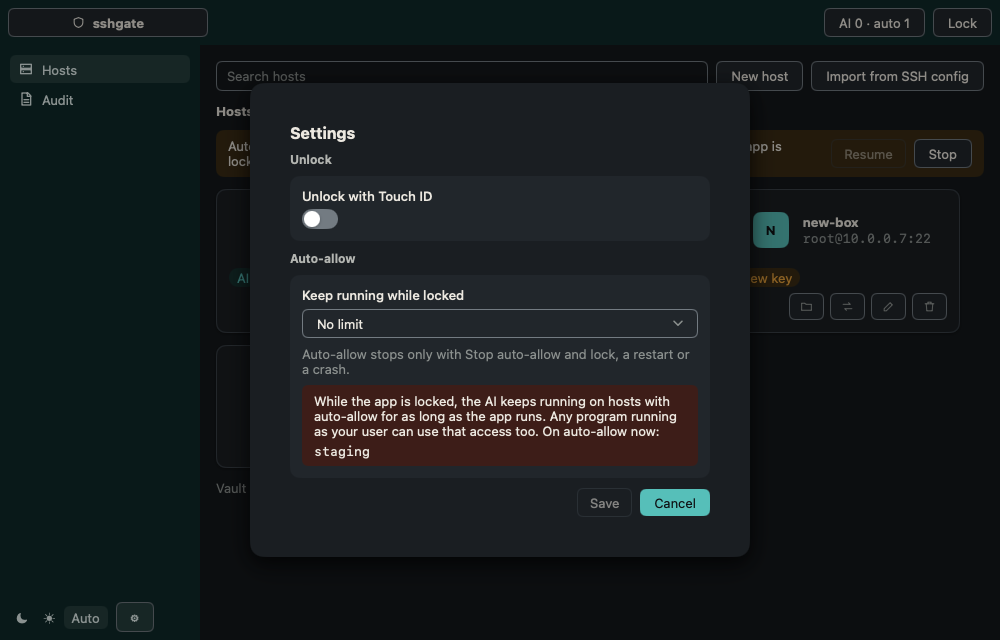 sshgate
AI 0 · auto 1
Lock
Hosts
Audit
Search hosts
New host
Import from SSH config
Hosts
app is
lock
Resume
Stop
N
new-box
root@10.0.0.7:22
AI
key
Vault
Settings
Unlock
Unlock with Touch ID
Auto-allow
Keep running while locked
No limit
Auto-allow stops only with Stop auto-allow and lock, a restart or
a crash.
While the app is locked, the AI keeps running on hosts with
auto-allow for as long as the app runs. Any program running
as your user can use that access too. On auto-allow now:
staging
Save
Cancel
Auto